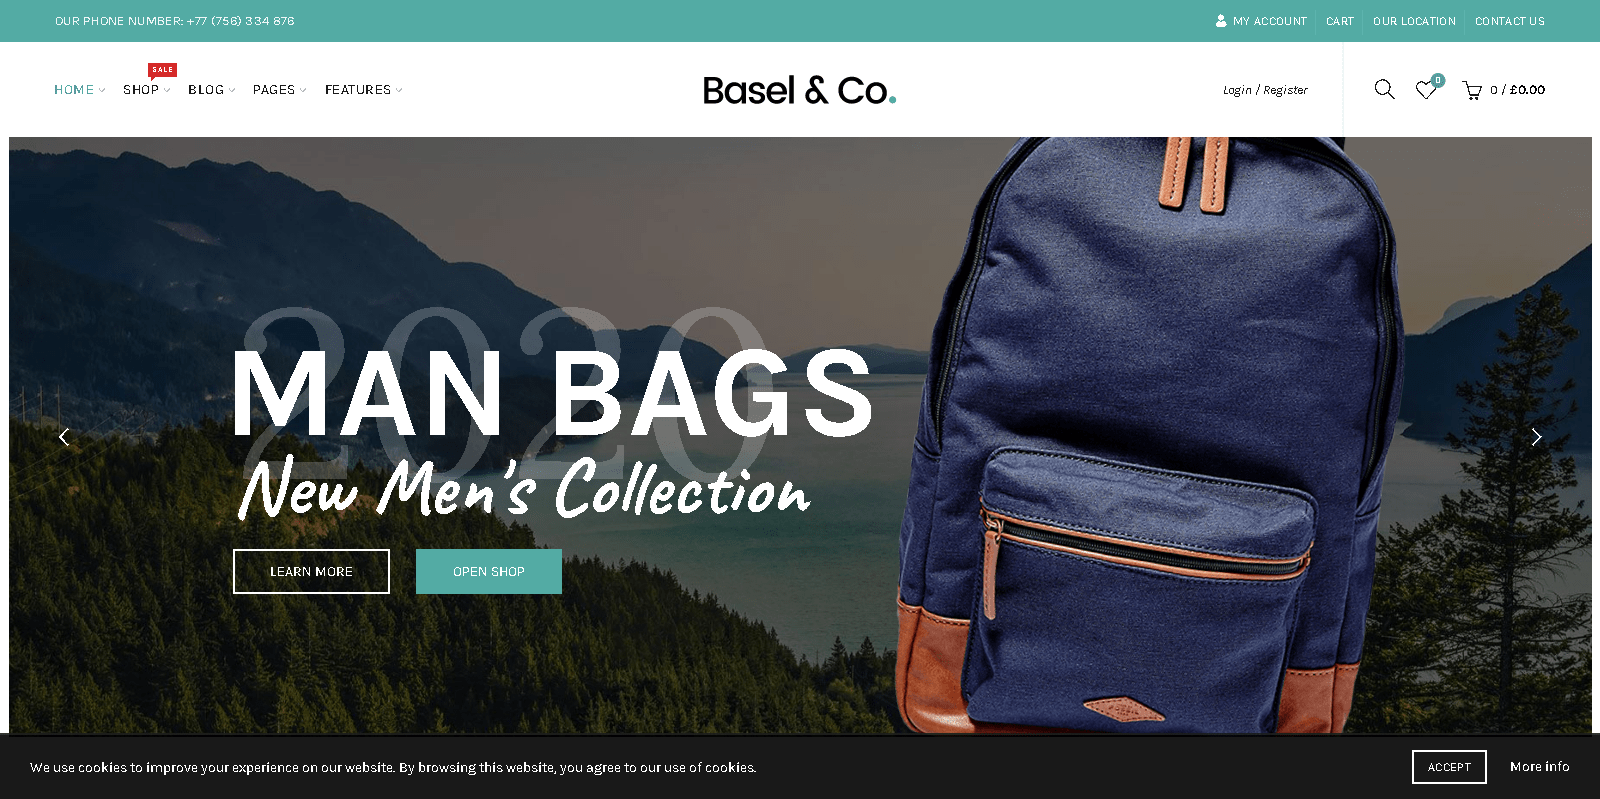 OUR PHONE NUMBER: +77 (756) 334 876
MY ACCOUNT CART OUR LOCATION CONTACT US
SALE
HOME SHOP BLOG PAGES FEATURES
Basel & Co.
Login / Register
0
0 / £0.00
2020
MAN BAGS
New Men's Collection
LEARN MORE OPEN SHOP
We use cookies to improve your experience on our website. By browsing this website, you agree to our use of cookies.
ACCEPT More info